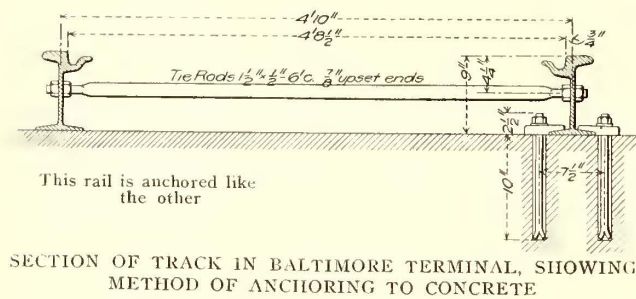 4'10"
4'8½"
¾"
Tie Rods 1½"×½" 6'c. ⅞" upset ends
9"
4¼"
2½"
10"
7½"
This rail is anchored like
the other
SECTION OF TRACK IN BALTIMORE TERMINAL, SHOWING
METHOD OF ANCHORING TO CONCRETE